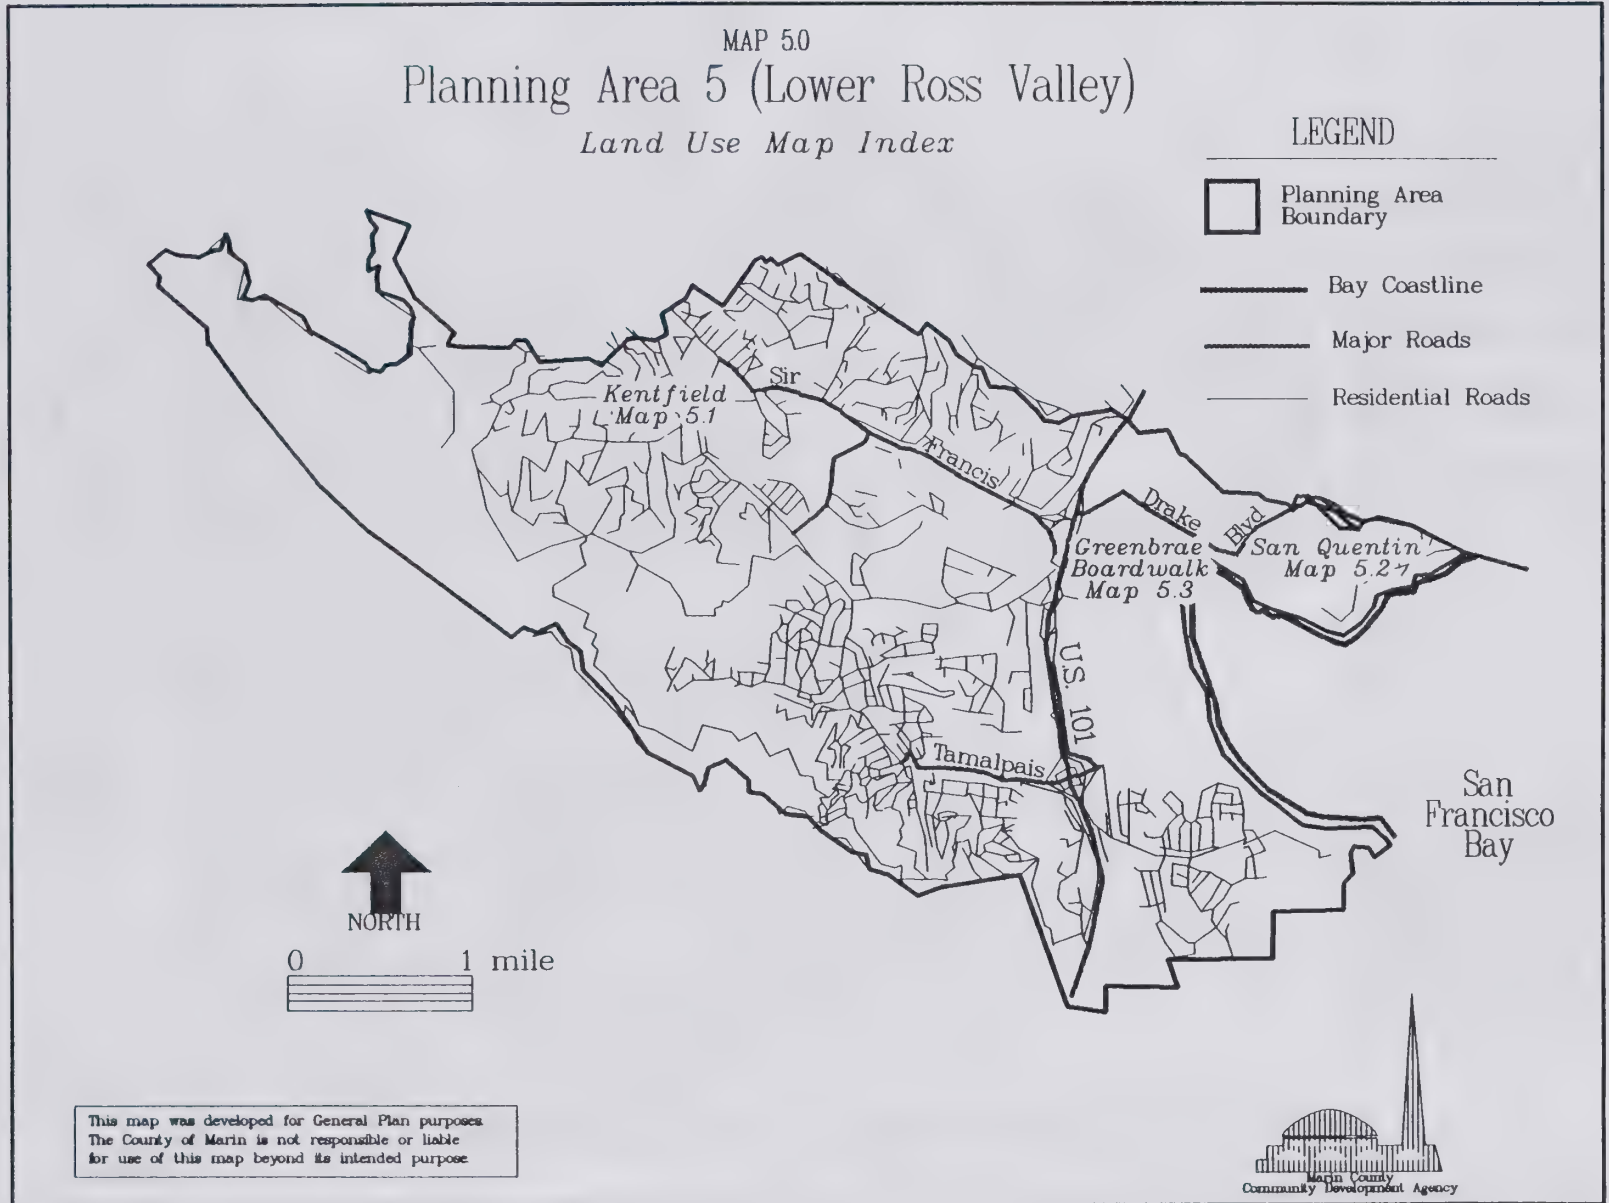 MAP 5.0
Planning Area 5 (Lower Ross Valley)
Land Use Map Index
LEGEND
Planning Area
Boundary
Bay Coastline
Major Roads
Residential Roads
Sir
Francis
Drake
Blvd
Kentfield
Map 5.1
Greenbrae
Boardwalk
Map 5.3
San Quentin
Map 5.2
U.S. 101
Tamalpais
San
Francisco
Bay
NORTH
0 1 mile
This map was developed for General Plan purposes.
The County of Marin is not responsible or liable
for use of this map beyond its intended purpose.
Marin County
Community Development Agency